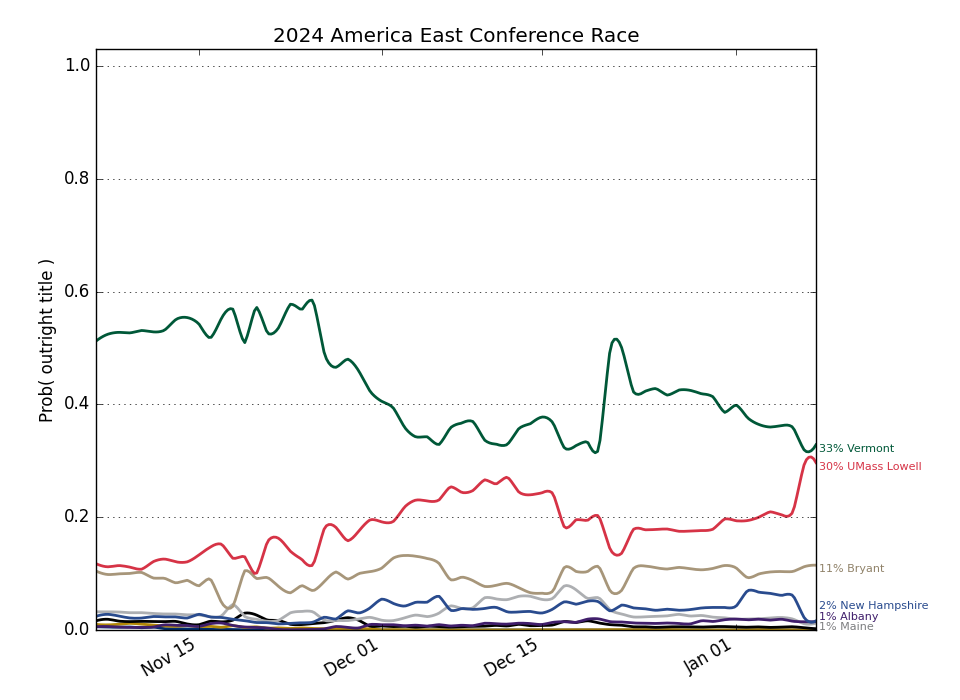 2024 America East Conference Race
Prob( outright title )
1.0
0.8
0.6
0.4
0.2
0.0
Nov 15
Dec 01
Dec 15
Jan 01
33% Vermont
30% UMass Lowell
11% Bryant
2% New Hampshire
1% Albany
1% Maine